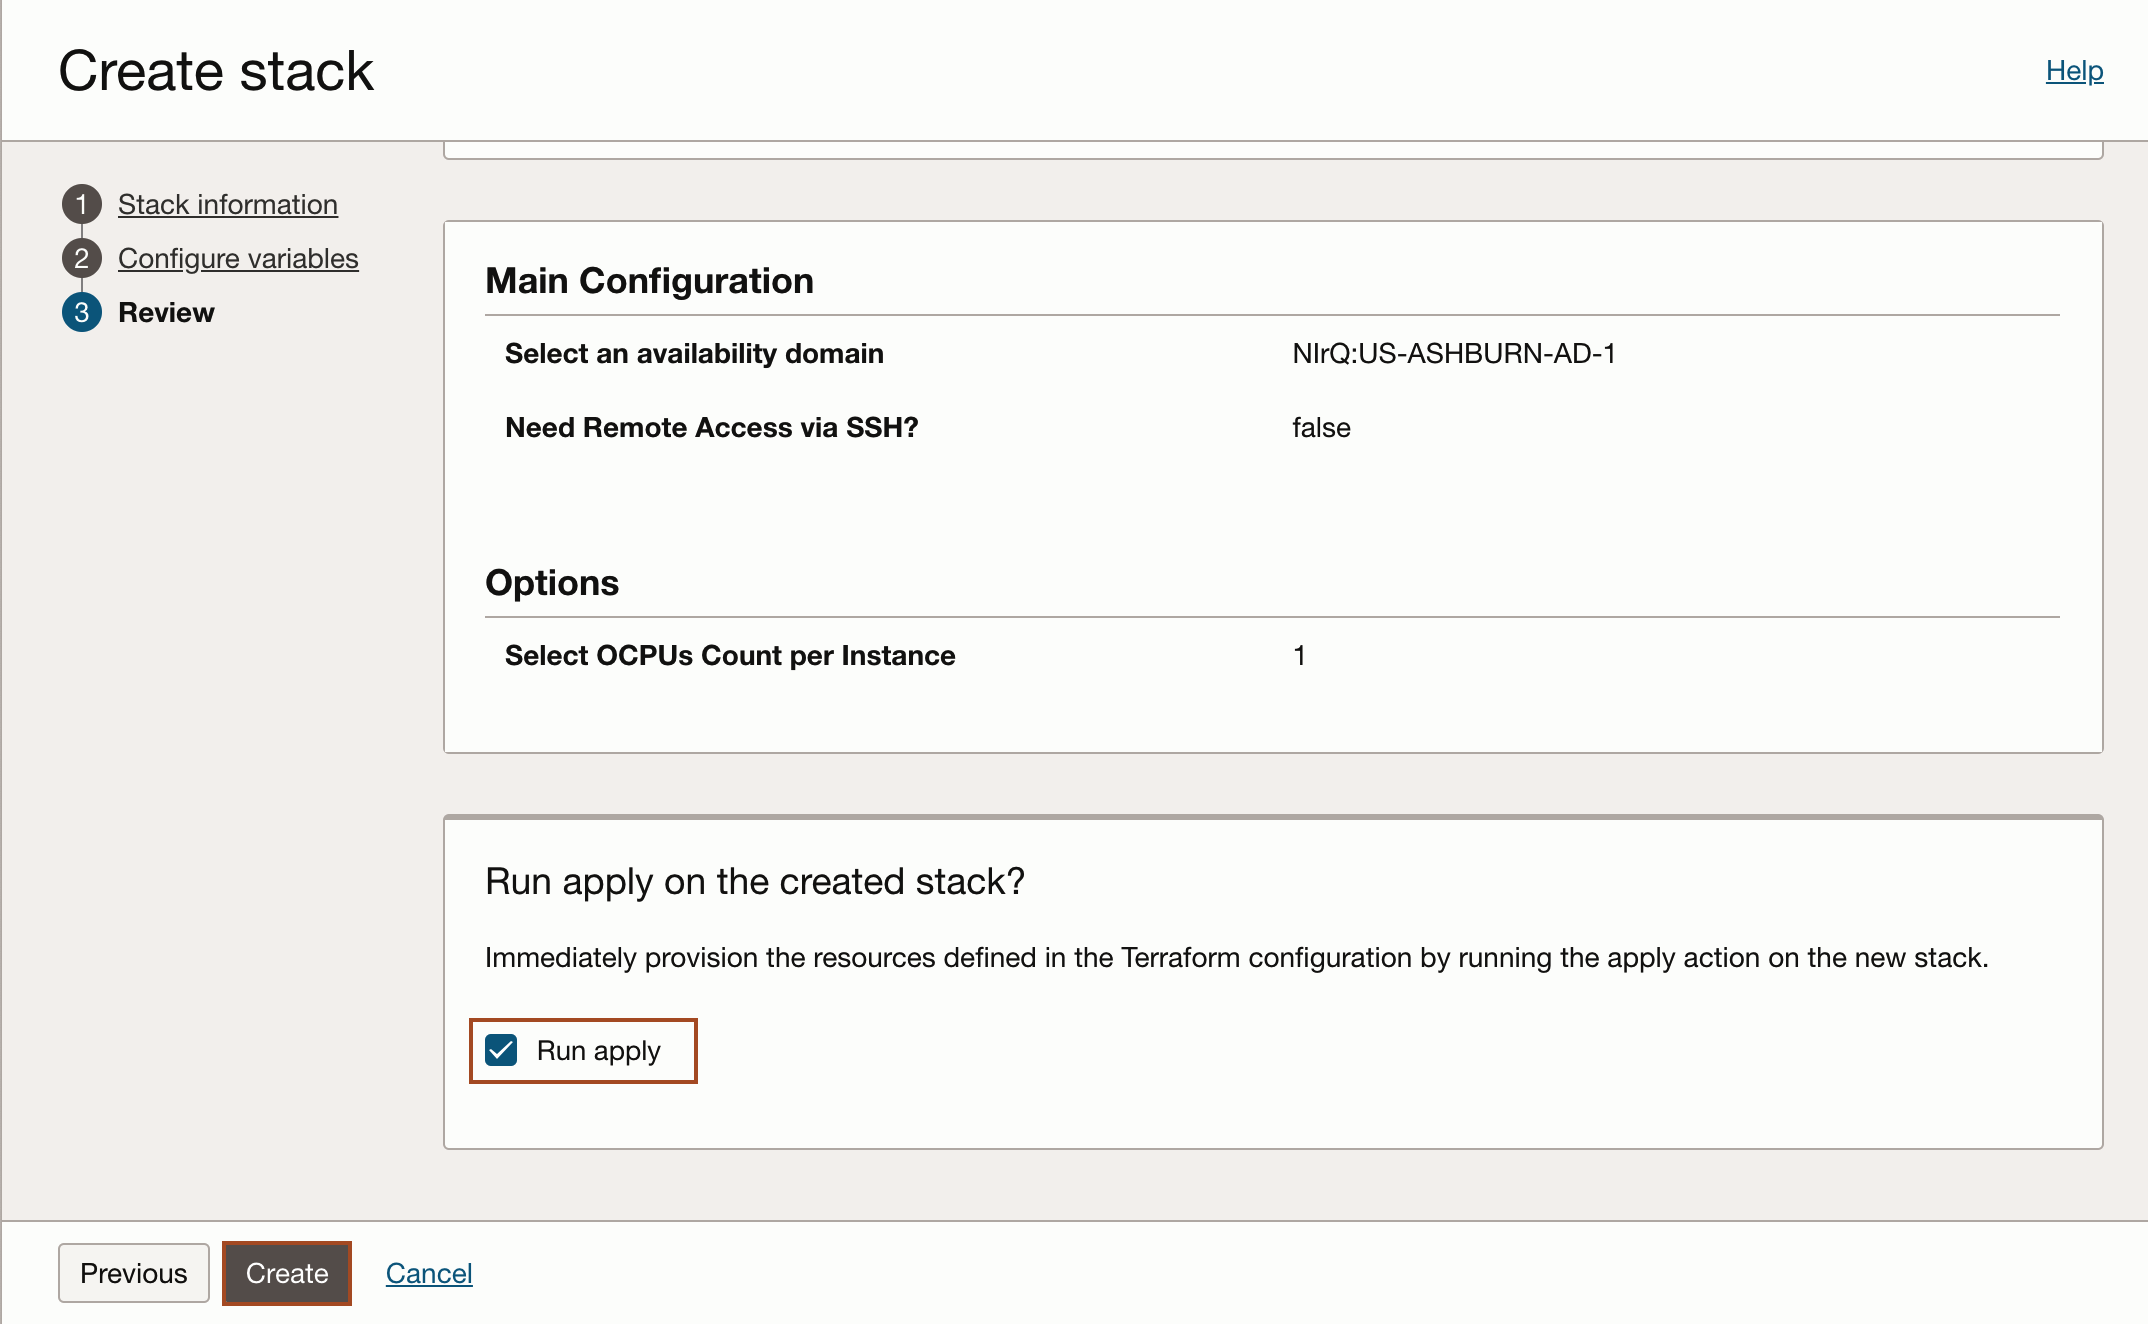 Create stack
Help
1 Stack information
2 Configure variables
3 Review
Main Configuration
Select an availability domain NIrQ:US-ASHBURN-AD-1
Need Remote Access via SSH? false
Options
Select OCPUs Count per Instance 1
Run apply on the created stack?
Immediately provision the resources defined in the Terraform configuration by running the apply action on the new stack.
Run apply
Previous Create Cancel